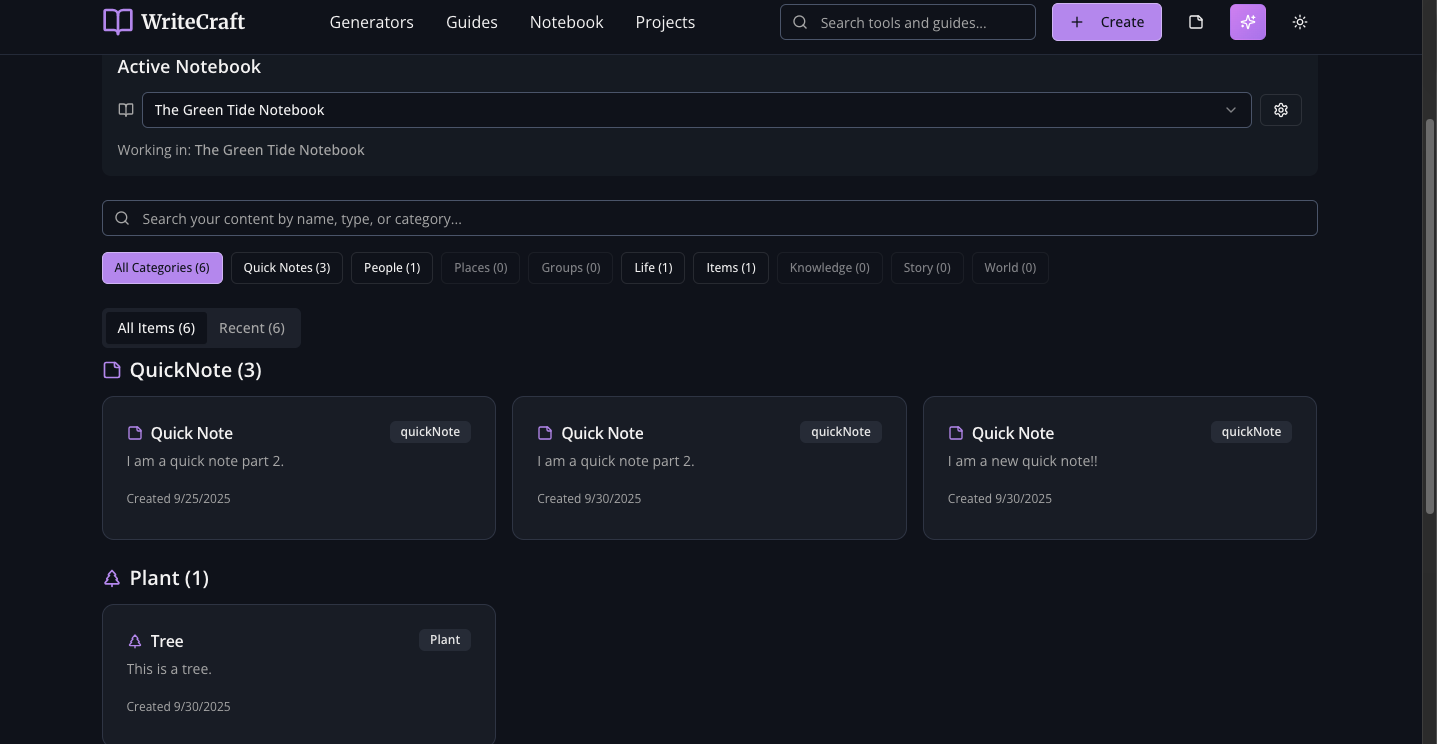 WriteCraft Generators Guides Notebook Projects Search tools and guides... Create
Active Notebook
The Green Tide Notebook
Working in: The Green Tide Notebook
Search your content by name, type, or category...
All Categories (6) Quick Notes (3) People (1) Places (0) Groups (0) Life (1) Items (1) Knowledge (0) Story (0) World (0)
All Items (6) Recent (6)
QuickNote (3)
Quick Note quickNote
I am a quick note part 2.
Created 9/25/2025
Quick Note quickNote
I am a quick note part 2.
Created 9/30/2025
Quick Note quickNote
I am a new quick note!!
Created 9/30/2025
Plant (1)
Tree Plant
This is a tree.
Created 9/30/2025